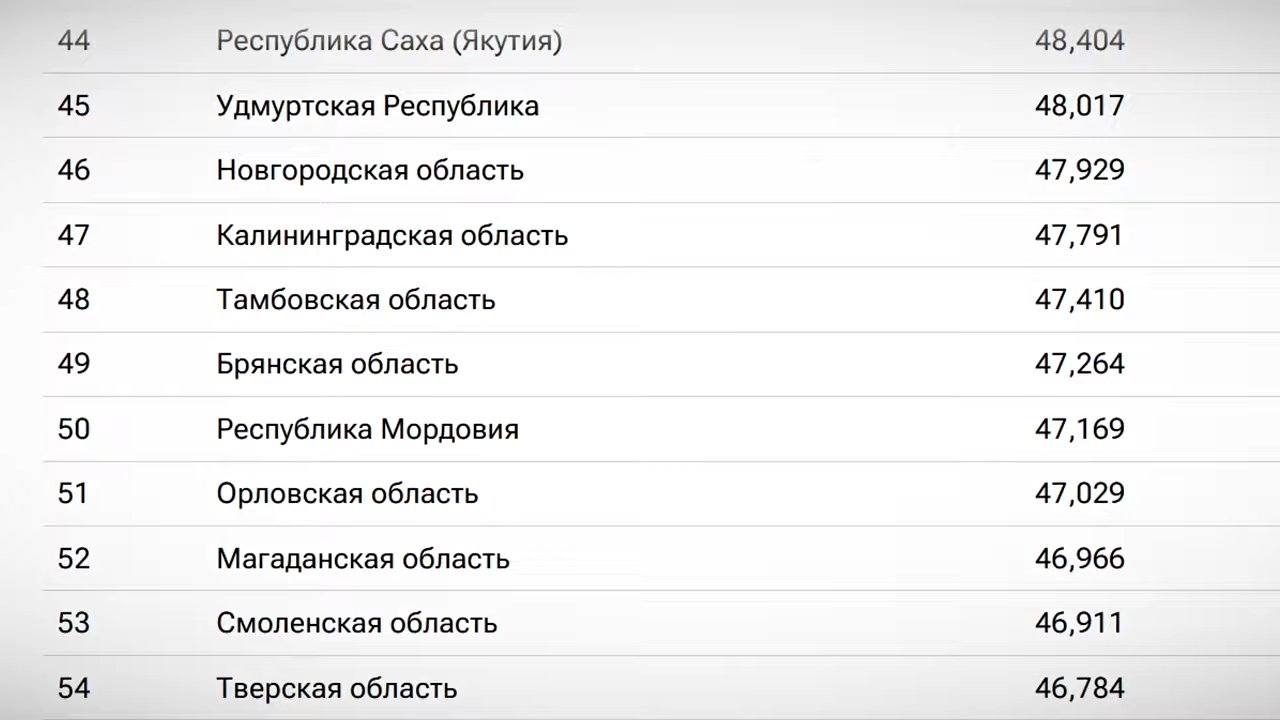 44 Республика Саха (Якутия) 48,404
45 Удмуртская Республика 48,017
46 Новгородская область 47,929
47 Калининградская область 47,791
48 Тамбовская область 47,410
49 Брянская область 47,264
50 Республика Мордовия 47,169
51 Орловская область 47,029
52 Магаданская область 46,966
53 Смоленская область 46,911
54 Тверская область 46,784